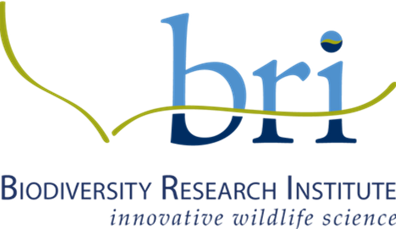 bri
BIODIVERSITY RESEARCH INSTITUTE
innovative wildlife science